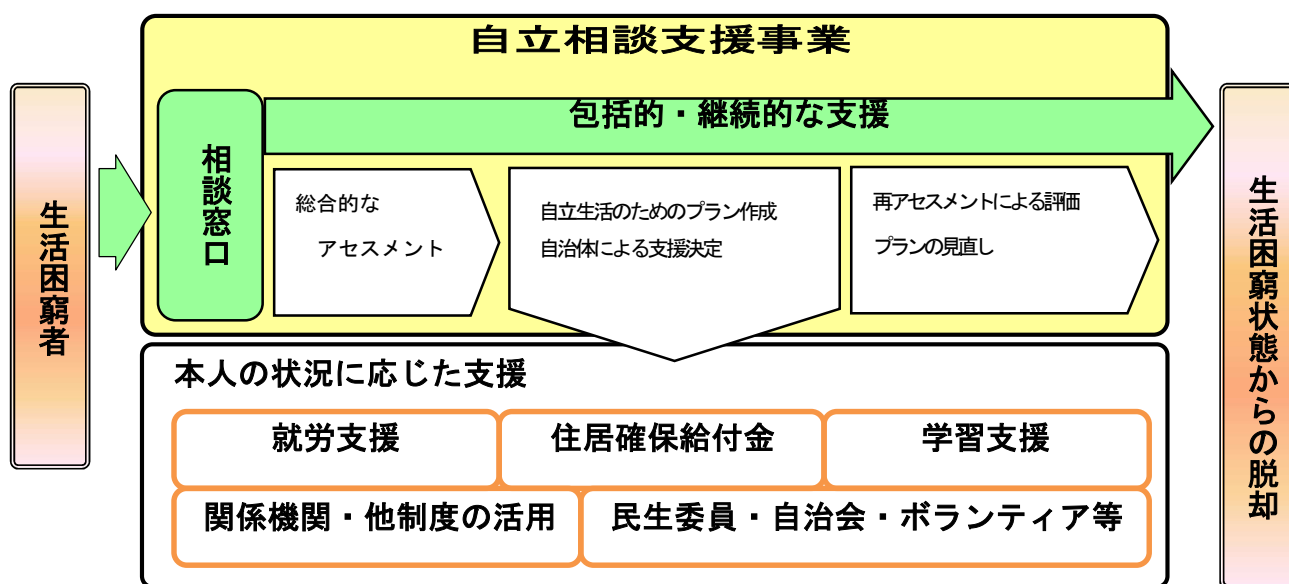 自立相談支援事業
生活困窮者
相談窓口
包括的・継続的な支援
総合的な
アセスメント
自立生活のためのプラン作成
自治体による支援決定
再アセスメントによる評価
プランの見直し
生活困窮状態からの脱却
本人の状況に応じた支援
就労支援
住居確保給付金
学習支援
関係機関・他制度の活用
民生委員・自治会・ボランティア等